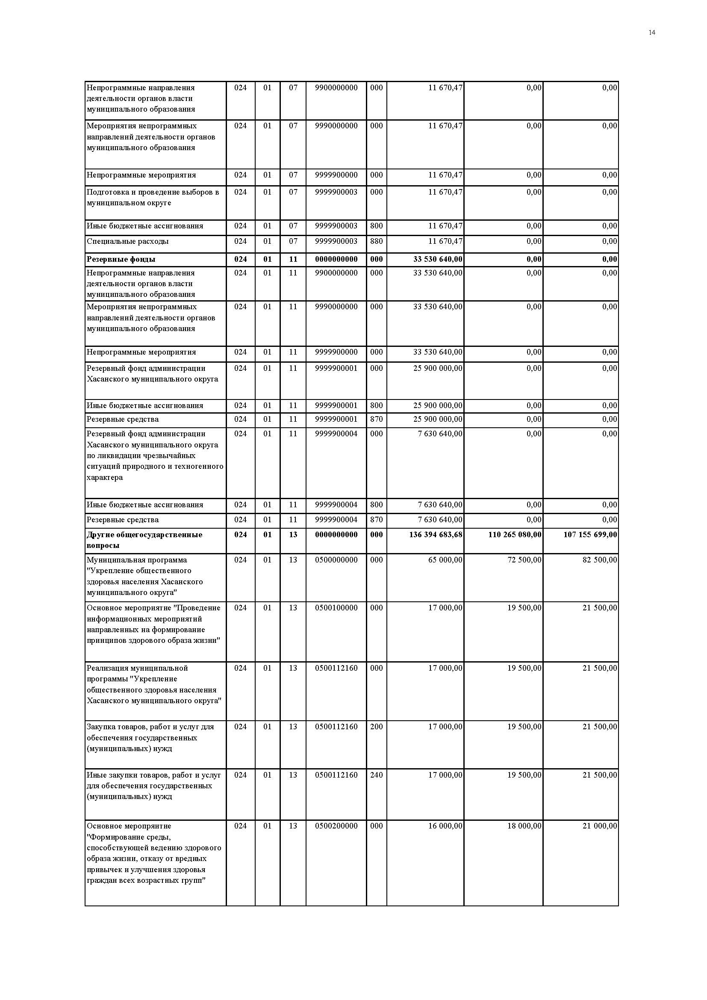 14
Непрограммные направления 024 01 07 9900000000 000 11 670,47 0,00 0,00
деятельности органов власти
муниципального образования
Мероприятия непрограммных 024 01 07 9990000000 000 11 670,47 0,00 0,00
направлений деятельности органов
муниципального образования
Непрограммные мероприятия 024 01 07 9999900000 000 11 670,47 0,00 0,00
Подготовка и проведение выборов в 024 01 07 9999900003 000 11 670,47 0,00 0,00
муниципальном округе
Иные бюджетные ассигнования 024 01 07 9999900003 800 11 670,47 0,00 0,00
Специальные расходы 024 01 07 9999900003 880 11 670,47 0,00 0,00
Резервные фонды 024 01 11 0000000000 000 33 530 640,00 0,00 0,00
Непрограммные направления 024 01 11 9900000000 000 33 530 640,00 0,00 0,00
деятельности органов власти
муниципального образования
Мероприятия непрограммных 024 01 11 9990000000 000 33 530 640,00 0,00 0,00
направлений деятельности органов
муниципального образования
Непрограммные мероприятия 024 01 11 9999900000 000 33 530 640,00 0,00 0,00
Резервный фонд администрации 024 01 11 9999900001 000 25 900 000,00 0,00 0,00
Хасанского муниципального округа
Иные бюджетные ассигнования 024 01 11 9999900001 800 25 900 000,00 0,00 0,00
Резервные средства 024 01 11 9999900001 870 25 900 000,00 0,00 0,00
Резервный фонд администрации 024 01 11 9999900004 000 7 630 640,00 0,00 0,00
Хасанского муниципального округа
по ликвидации чрезвычайных
ситуаций природного и техногенного
характера
Иные бюджетные ассигнования 024 01 11 9999900004 800 7 630 640,00 0,00 0,00
Резервные средства 024 01 11 9999900004 870 7 630 640,00 0,00 0,00
Другие общегосударственные 024 01 13 0000000000 000 136 394 683,68 110 265 080,00 107 155 699,00
вопросы
Муниципальная программа 024 01 13 0500000000 000 65 000,00 72 500,00 82 500,00
"Укрепление общественного
здоровья населения Хасанского
муниципального округа"
Основное мероприятие "Проведение 024 01 13 0500100000 000 17 000,00 19 500,00 21 500,00
информационных мероприятий
направленных на формирование
принципов здорового образа жизни"
Реализация муниципальной 024 01 13 0500112160 000 17 000,00 19 500,00 21 500,00
программы "Укрепление
общественного здоровья населения
Хасанского муниципального округа"
Закупка товаров, работ и услуг для 024 01 13 0500112160 200 17 000,00 19 500,00 21 500,00
обеспечения государственных
(муниципальных) нужд
Иные закупки товаров, работ и услуг 024 01 13 0500112160 240 17 000,00 19 500,00 21 500,00
для обеспечения государственных
(муниципальных) нужд
Основное меропряитие 024 01 13 0500200000 000 16 000,00 18 000,00 21 000,00
"Формирование среды,
способствующей ведению здорового
образа жизни, отказу от вредных
привычек и улучшения здоровья
граждан всех возрастных групп"